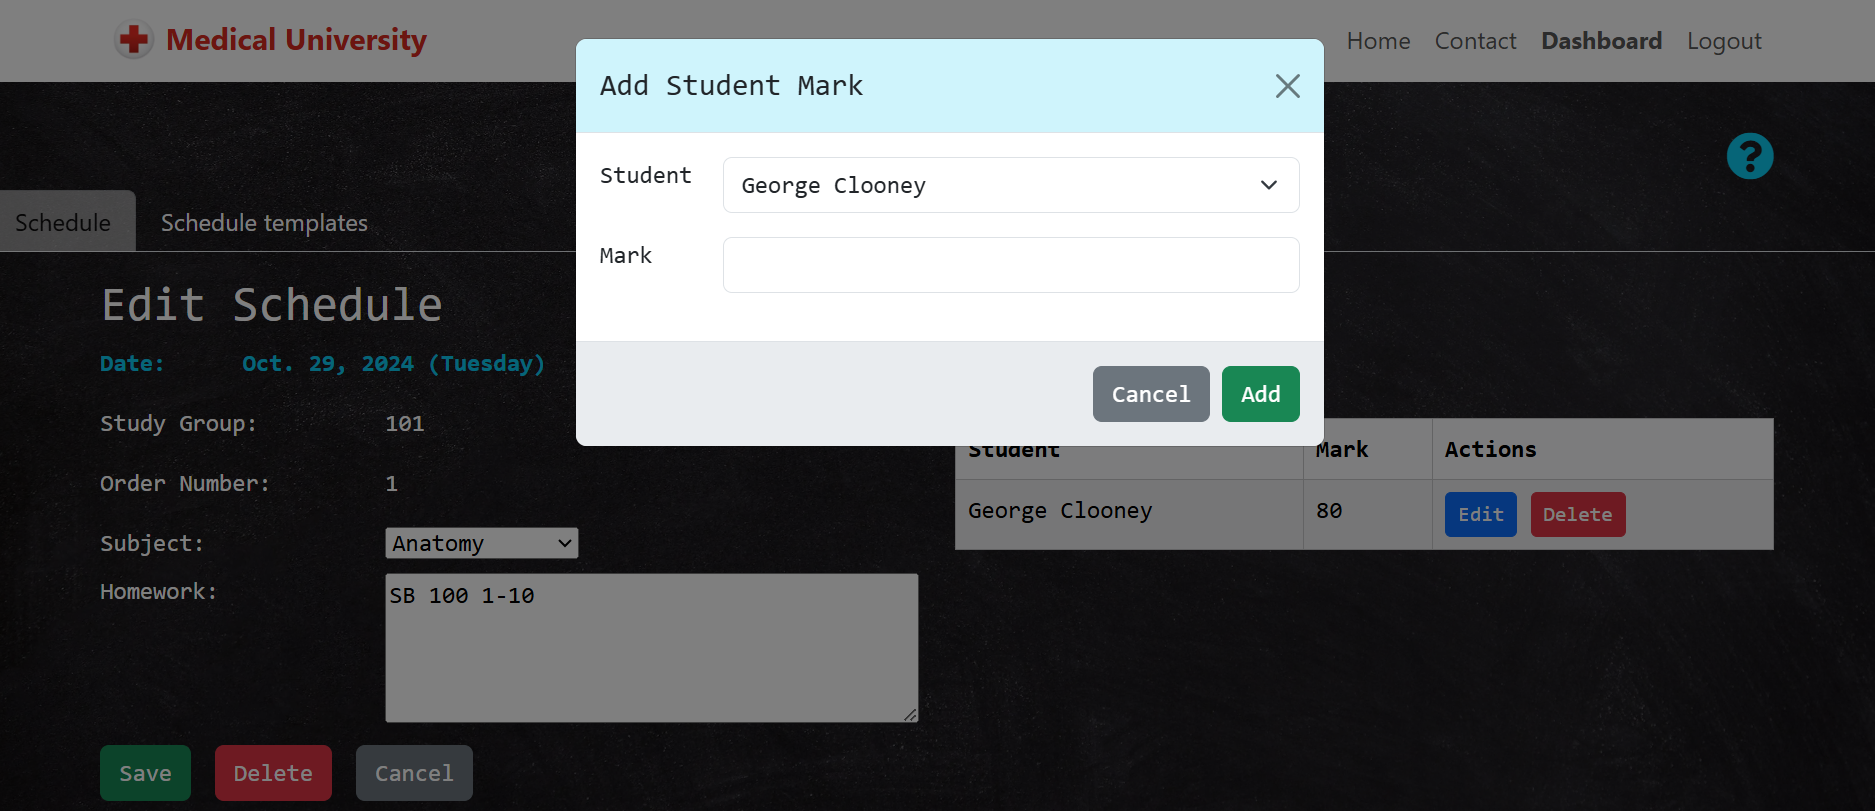 Medical University
Home Contact Dashboard Logout
Add Student Mark
Student George Clooney
Mark
Cancel Add
Schedule Schedule templates
Edit Schedule
Date: Oct. 29, 2024 (Tuesday)
Study Group: 101
Order Number: 1
Subject: Anatomy
Homework: SB 100 1-10
Save Delete Cancel
Student Mark Actions
George Clooney 80 Edit Delete
?